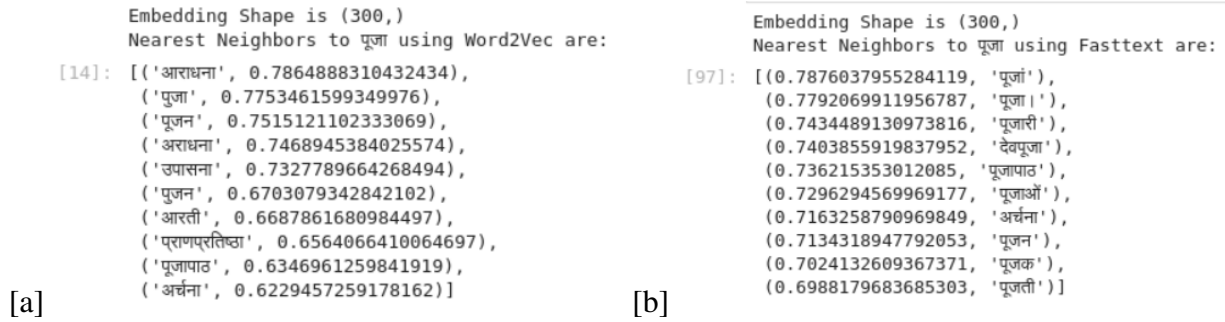 Embedding Shape is (300,)
Nearest Neighbors to पूजा using Word2Vec are:
[14]: [('आराधना', 0.7864888310432434),
('पुजा', 0.775346159934997​6),
('पूजन', 0.7515121102333069),
('अराधना', 0.7468945384025574),
('उपासना', 0.7327789664268494),
('पुजन', 0.6703079342842102),
('आरती', 0.66878616809844​97),
('प्राणप्रतिष्ठा', 0.6564066410064697),
('पूजापाठ', 0.6346961259841919),
('अर्चना', 0.6229457259178162)]
[a]
Embedding Shape is (300,)
Nearest Neighbors to पूजा using Fasttext are:
[97]: [(0.7876037955284119, 'पूजां'),
(0.7792069911956787, 'पूजा।'),
(0.7434489130973816, 'पूजारी'),
(0.7403855919837952, 'देवपूजा'),
(0.736215353012085, 'पूजापाठ'),
(0.7296294569969177, 'पूजाओं'),
(0.7163258790969849, 'अर्चना'),
(0.7134318947792053, 'पूजन'),
(0.7024132609367371, 'पूजक'),
(0.6988179683685303, 'पूजती')]
[b]